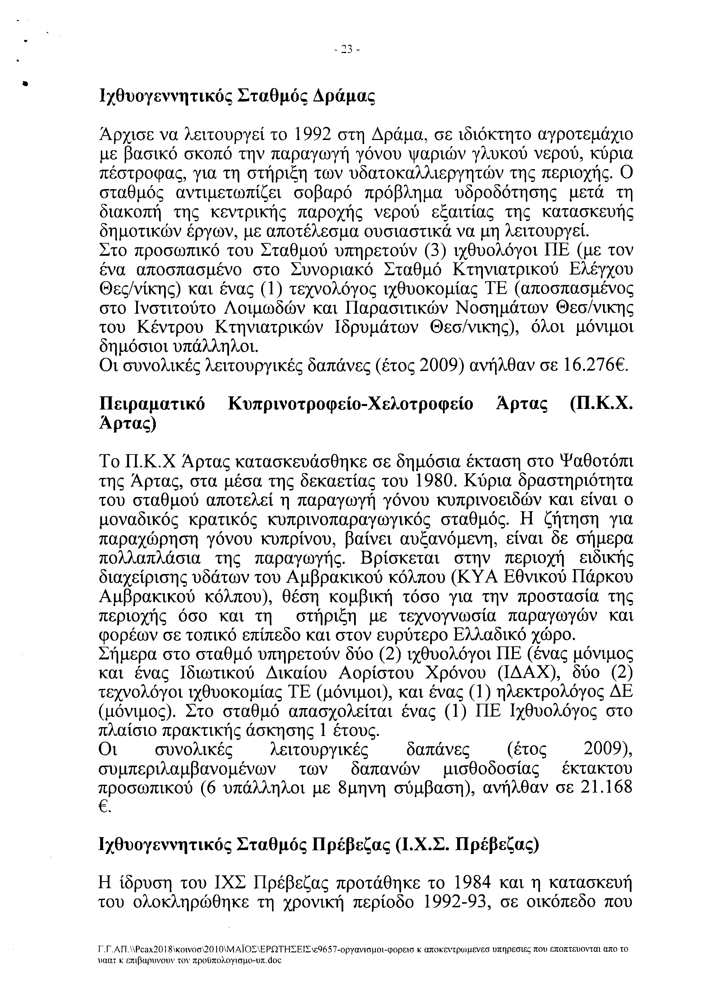 - 23 -
Ιχθυογεννητικός Σταθμός Δράμας
Άρχισε να λειτουργεί το 1992 στη Δράμα, σε ιδιόκτητο αγροτεμάχιο
με βασικό σκοπό την παραγωγή γόνου ψαριών γλυκού νερού, κύρια
πέστροφας, για τη στήριξη των υδατοκαλλιεργητών της περιοχής. Ο
σταθμός αντιμετωπίζει σοβαρό πρόβλημα υδροδότησης μετά τη
διακοπή της κεντρικής παροχής νερού εξαιτίας της κατασκευής
δημοτικών έργων, με αποτέλεσμα ουσιαστικά να μη λειτουργεί.
Στο προσωπικό του Σταθμού υπηρετούν (3) ιχθυολόγοι ΠΕ (με τον
ένα αποσπασμένο στο Συνοριακό Σταθμό Κτηνιατρικού Ελέγχου
Θες/νίκης) και ένας (1) τεχνολόγος ιχθυοκομίας ΤΕ (αποσπασμένος
στο Ινστιτούτο Λοιμωδών και Παρασιτικών Νοσημάτων Θεσ/νικης
του Κέντρου Κτηνιατρικών Ιδρυμάτων Θεσ/νικης), όλοι μόνιμοι
δημόσιοι υπάλληλοι.
Οι συνολικές λειτουργικές δαπάνες (έτος 2009) ανήλθαν σε 16.276€.
Πειραματικό Κυπρινοτροφείο-Χελοτροφείο Άρτας (Π.Κ.Χ.
Άρτας)
Το Π.Κ.Χ Άρτας κατασκευάσθηκε σε δημόσια έκταση στο Ψαθοτόπι
της Άρτας, στα μέσα της δεκαετίας του 1980. Κύρια δραστηριότητα
του σταθμού αποτελεί η παραγωγή γόνου κυπρινοειδών και είναι ο
μοναδικός κρατικός κυπρινοπαραγωγικός σταθμός. Η ζήτηση για
παραχώρηση γόνου κυπρίνου, βαίνει αυξανόμενη, είναι δε σήμερα
πολλαπλάσια της παραγωγής. Βρίσκεται στην περιοχή ειδικής
διαχείρισης υδάτων του Αμβρακικού κόλπου (ΚΥΑ Εθνικού Πάρκου
Αμβρακικού κόλπου), θέση κομβική τόσο για την προστασία της
περιοχής όσο και τη στήριξη με τεχνογνωσία παραγωγών και
φορέων σε τοπικό επίπεδο και στον ευρύτερο Ελλαδικό χώρο.
Σήμερα στο σταθμό υπηρετούν δύο (2) ιχθυολόγοι ΠΕ (ένας μόνιμος
και ένας Ιδιωτικού Δικαίου Αορίστου Χρόνου (ΙΔΑΧ), δύο (2)
τεχνολόγοι ιχθυοκομίας ΤΕ (μόνιμοι), και ένας (1) ηλεκτρολόγος ΔΕ
(μόνιμος). Στο σταθμό απασχολείται ένας (1) ΠΕ Ιχθυολόγος στο
πλαίσιο πρακτικής άσκησης 1 έτους.
Οι συνολικές λειτουργικές δαπάνες (έτος 2009),
συμπεριλαμβανομένων των δαπανών μισθοδοσίας έκτακτου
προσωπικού (6 υπάλληλοι με 8μηνη σύμβαση), ανήλθαν σε 21.168
€.
Ιχθυογεννητικός Σταθμός Πρέβεζας (Ι.Χ.Σ. Πρέβεζας)
Η ίδρυση του ΙΧΣ Πρέβεζας προτάθηκε το 1984 και η κατασκευή
του ολοκληρώθηκε τη χρονική περίοδο 1992-93, σε οικόπεδο που
Γ.Γ.ΑΠ.\\Pcax2018\κοινοσ\2010\ΜΑΪΟΣ\ΕΡΩΤΗΣΕΙΣ\ε9657-οργανισμοι-φορεισ κ αποκεντρωμενεσ υπηρεσιες που εποπτευονται απο το
υαατ κ επιβαρυνουν τον προϋπολογισμο-υπ.doc